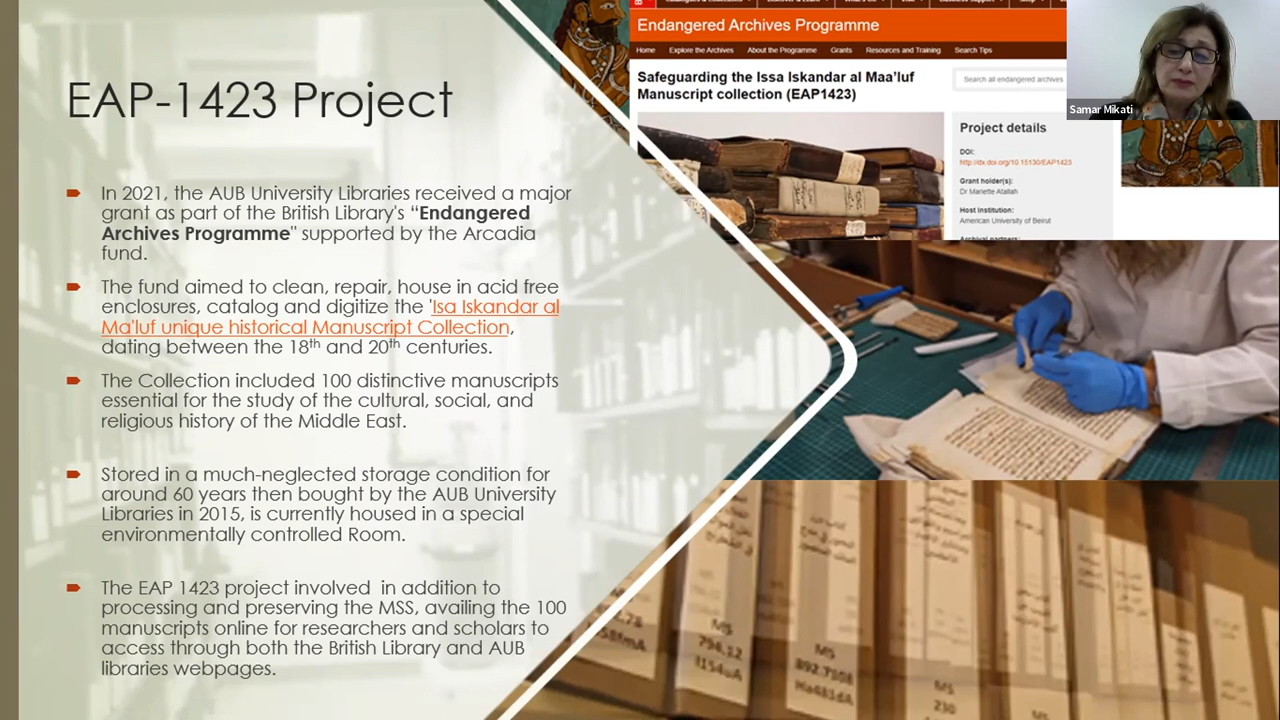 EAP-1423 Project
In 2021, the AUB University Libraries received a major
grant as part of the British Library's “Endangered
Archives Programme" supported by the Arcadia
fund.
The fund aimed to clean, repair, house in acid free
enclosures, catalog and digitize the 'Isa Iskandar al
Ma'luf unique historical Manuscript Collection,
dating between the 18th and 20th centuries.
The Collection included 100 distinctive manuscripts
essential for the study of the cultural, social, and
religious history of the Middle East.
Stored in a much-neglected storage condition for
around 60 years then bought by the AUB University
Libraries in 2015, is currently housed in a special
environmentally controlled Room.
The EAP 1423 project involved in addition to
processing and preserving the MSS, availing the 100
manuscripts online for researchers and scholars to
access through both the British Library and AUB
libraries webpages.
Endangered Archives Programme
Home Explore the Archives About the Programme Grants Resources and Training Search Tips
Safeguarding the Issa Iskandar al Maa'luf
Manuscript collection (EAP1423)
Search all endangered archives
Project details
DOI:
http://dx.doi.org/10.15130/EAP1423
Grant holder(s):
Dr Mariette Atallah
Host Institution:
American University of Beirut
Samar Mikati
MS
796.12
I154uA
MS
892.7808
MS
230